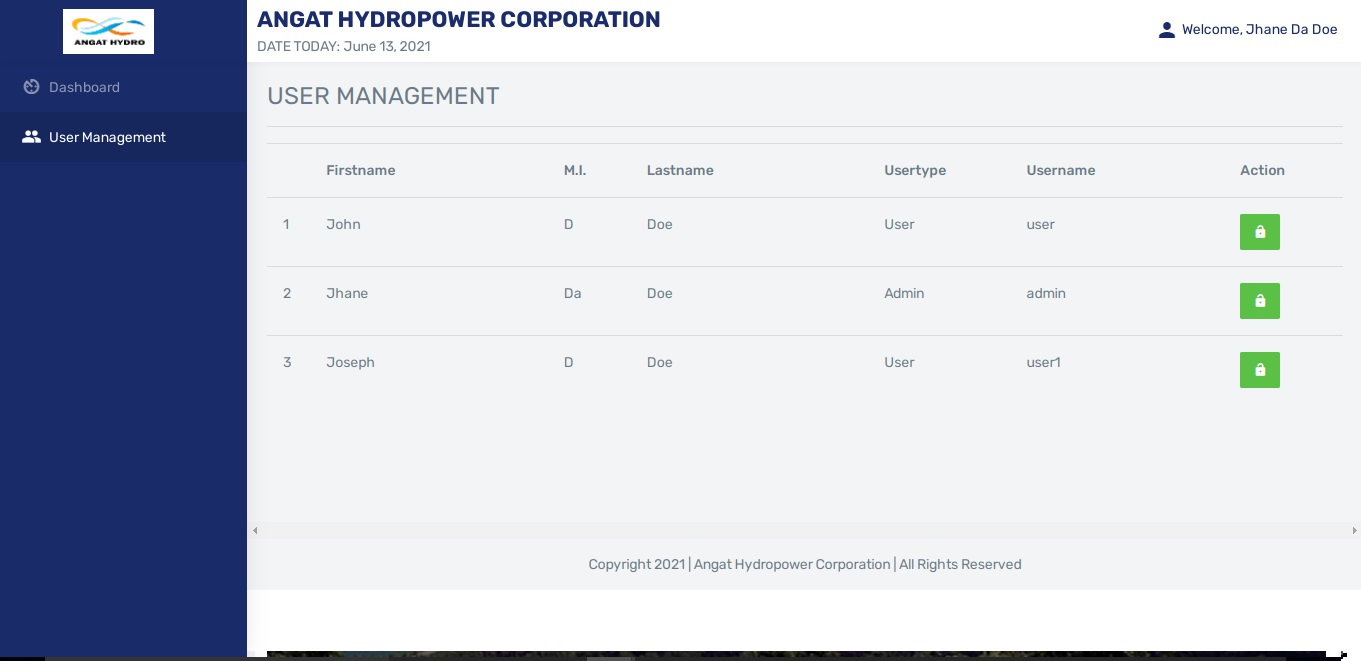 ANGAT HYDRO
ANGAT HYDROPOWER CORPORATION
DATE TODAY: June 13, 2021
Welcome, Jhane Da Doe
Dashboard
User Management
USER MANAGEMENT
Firstname M.I. Lastname Usertype Username Action
1 John D Doe User user
2 Jhane Da Doe Admin admin
3 Joseph D Doe User user1
Copyright 2021 | Angat Hydropower Corporation | All Rights Reserved